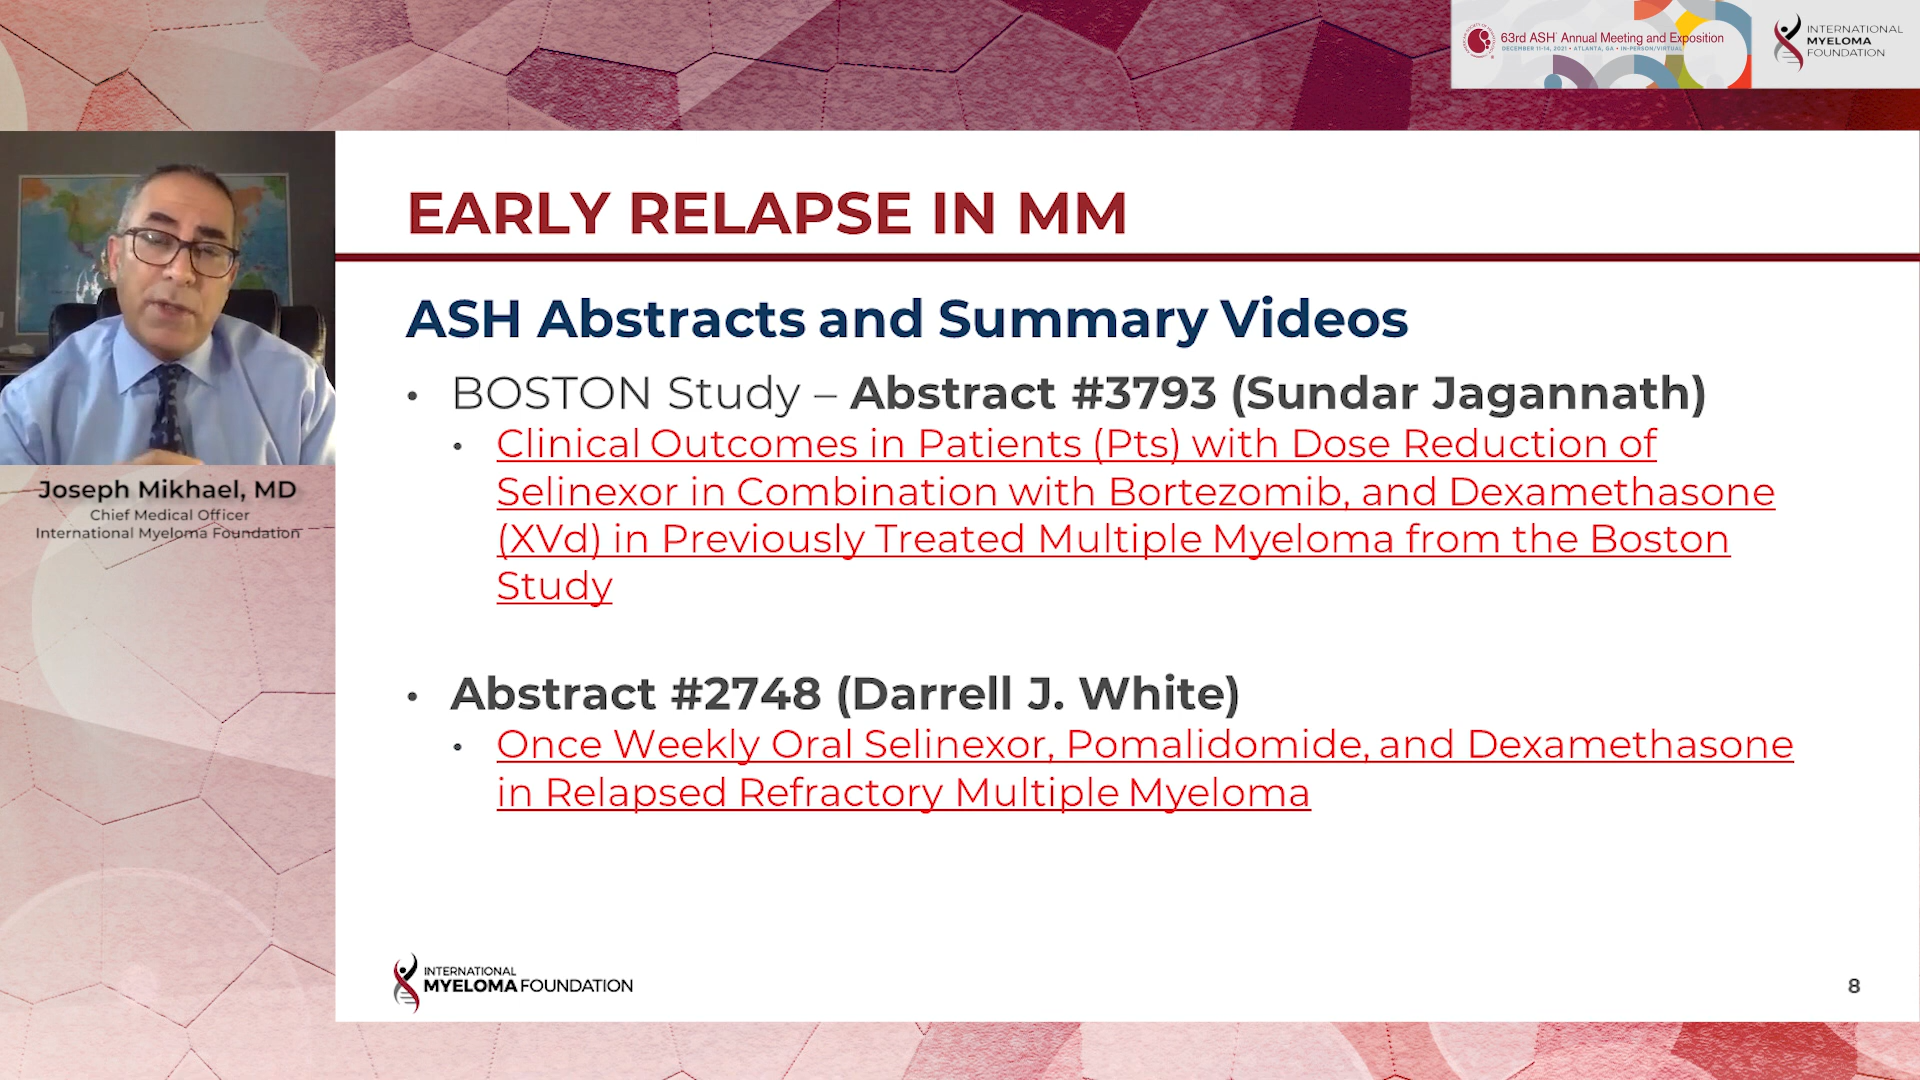 63rd ASH Annual Meeting and Exposition
DECEMBER 11-14, 2021 • ATLANTA, GA • IN-PERSON/VIRTUAL
INTERNATIONAL
MYELOMA
FOUNDATION
Joseph Mikhael, MD
Chief Medical Officer
International Myeloma Foundation
EARLY RELAPSE IN MM
ASH Abstracts and Summary Videos
• BOSTON Study – Abstract #3793 (Sundar Jagannath)
• Clinical Outcomes in Patients (Pts) with Dose Reduction of
Selinexor in Combination with Bortezomib, and Dexamethasone
(XVd) in Previously Treated Multiple Myeloma from the Boston
Study
• Abstract #2748 (Darrell J. White)
• Once Weekly Oral Selinexor, Pomalidomide, and Dexamethasone
in Relapsed Refractory Multiple Myeloma
INTERNATIONAL
MYELOMA FOUNDATION
8